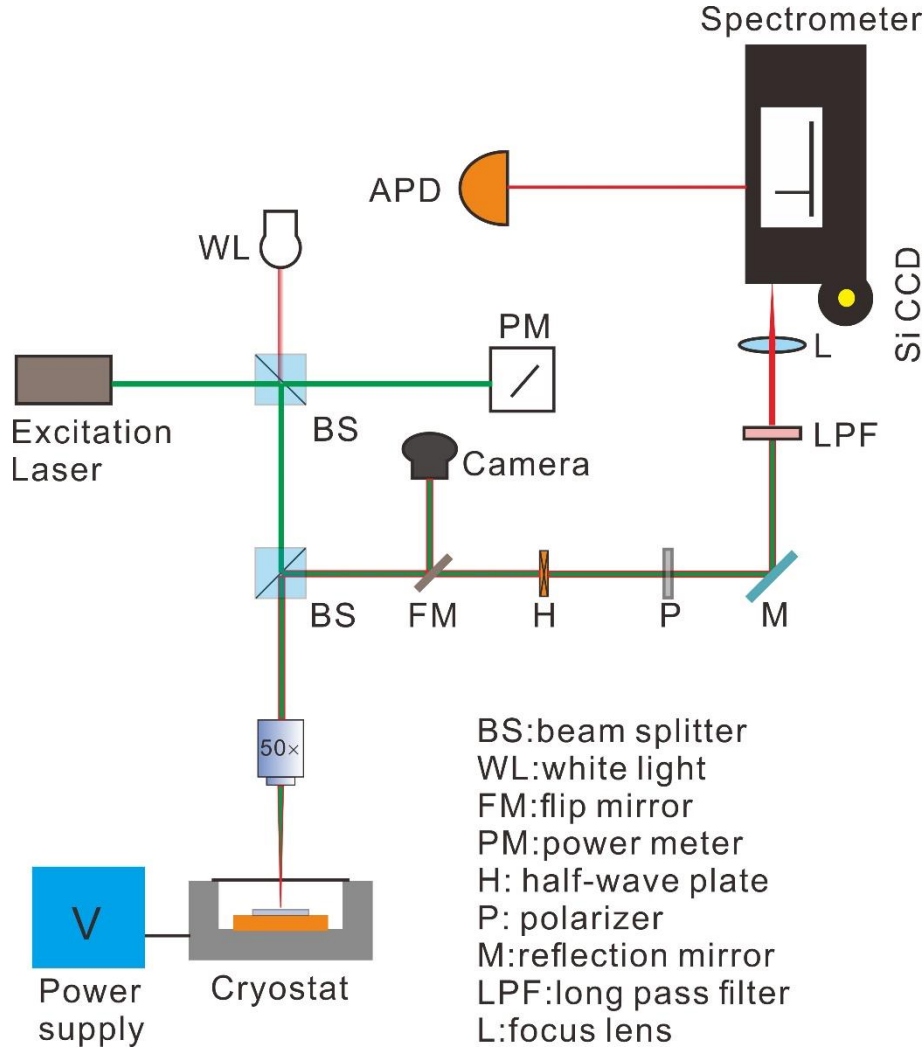 Spectrometer
APD
WL
Si CCD
PM
L
BS
Excitation
Laser
LPF
Camera
BS
FM
H
P
M
50×
BS:beam splitter
WL:white light
FM:flip mirror
PM:power meter
H: half-wave plate
P: polarizer
M:reflection mirror
LPF:long pass filter
L:focus lens
V
Power
supply
Cryostat